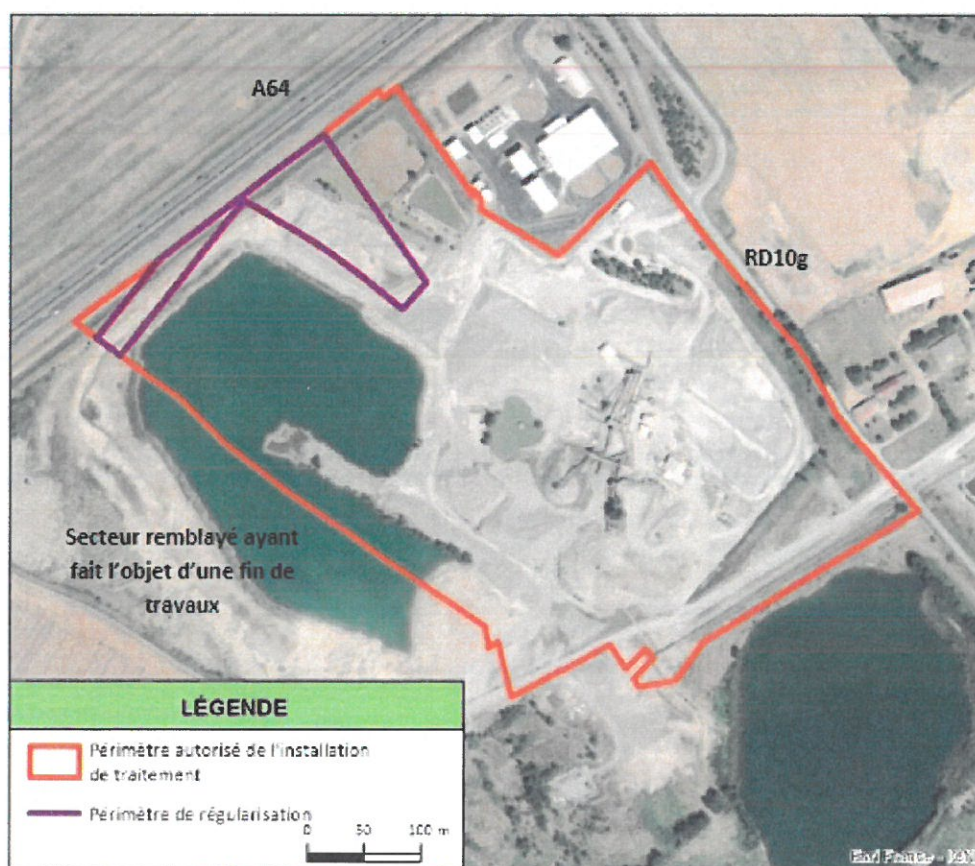 A64
RD10g
Secteur remblayé ayant
fait l'objet d'une fin de
travaux
LÉGENDE
Périmètre autorisé de l'installation
de traitement
Périmètre de régularisation
0 50 100 m